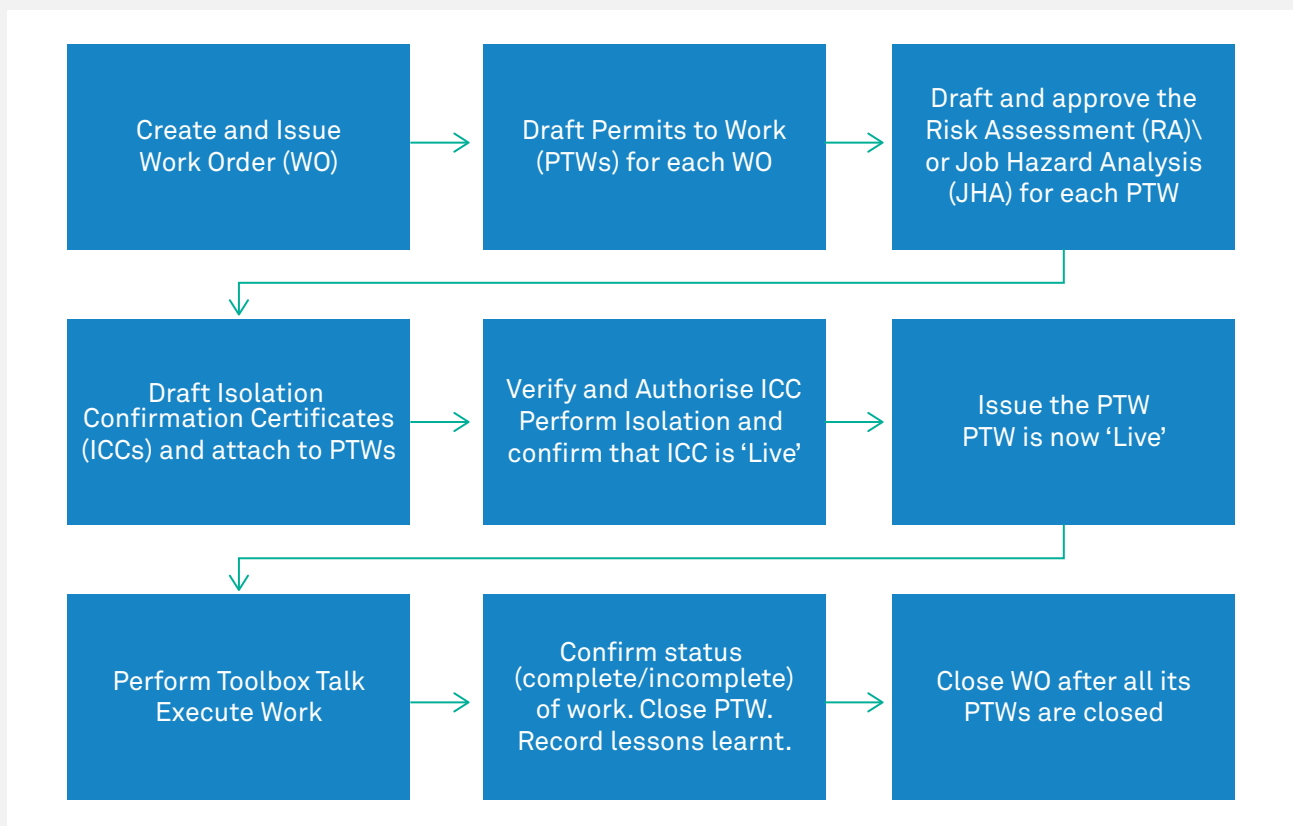 Create and Issue
Work Order (WO)
Draft Permits to Work
(PTWs) for each WO
Draft and approve the
Risk Assessment (RA)\
or Job Hazard Analysis
(JHA) for each PTW
Draft Isolation
Confirmation Certificates
(ICCs) and attach to PTWs
Verify and Authorise ICC
Perform Isolation and
confirm that ICC is ‘Live’
Issue the PTW
PTW is now ‘Live’
Perform Toolbox Talk
Execute Work
Confirm status
(complete/incomplete)
of work. Close PTW.
Record lessons learnt.
Close WO after all its
PTWs are closed